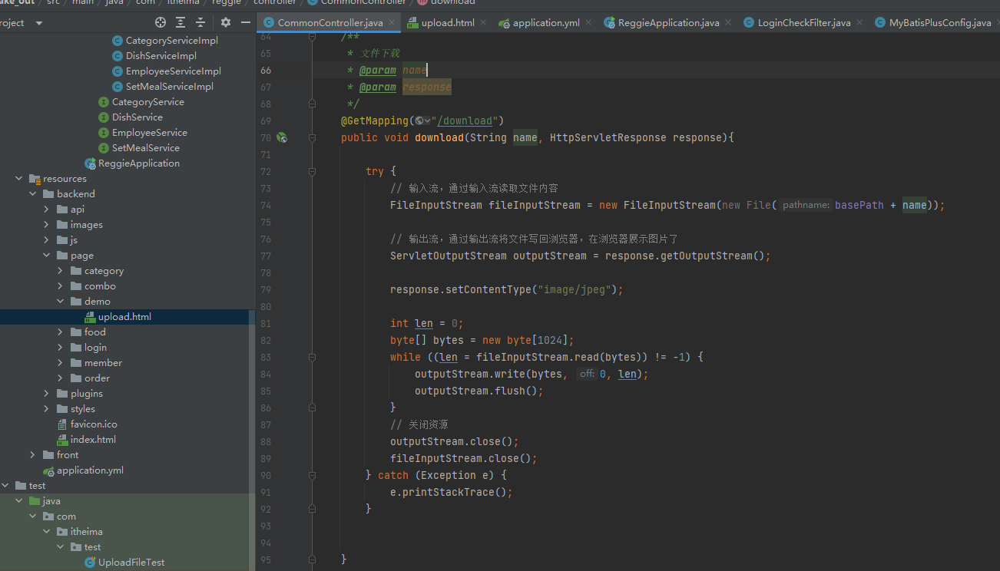 ake_out / src / main / java / com / itheima / reggie / controller / CommonController / download
roject
CommonController.java
upload.html
application.yml
ReggieApplication.java
LoginCheckFilter.java
MyBatisPlusConfig.java
CategoryServiceImpl
DishServiceImpl
EmployeeServiceImpl
SetMealServiceImpl
CategoryService
DishService
EmployeeService
SetMealService
ReggieApplication
resources
backend
api
images
js
page
category
combo
demo
upload.html
food
login
member
order
plugins
styles
favicon.ico
index.html
front
application.yml
test
java
com
itheima
test
UploadFileTest
64 /**
65 * 文件下载
66 * @param name
67 * @param response
68 */
69 @GetMapping("/download")
70 public void download(String name, HttpServletResponse response){
71
72 try {
73 // 输入流，通过输入流读取文件内容
74 FileInputStream fileInputStream = new FileInputStream(new File( pathname: basePath + name));
75
76 // 输出流，通过输出流将文件写回浏览器，在浏览器展示图片了
77 ServletOutputStream outputStream = response.getOutputStream();
78
79 response.setContentType("image/jpeg");
80
81 int len = 0;
82 byte[] bytes = new byte[1024];
83 while ((len = fileInputStream.read(bytes)) != -1) {
84 outputStream.write(bytes, off: 0, len);
85 outputStream.flush();
86 }
87 // 关闭资源
88 outputStream.close();
89 fileInputStream.close();
90 } catch (Exception e) {
91 e.printStackTrace();
92 }
93
94
95 }